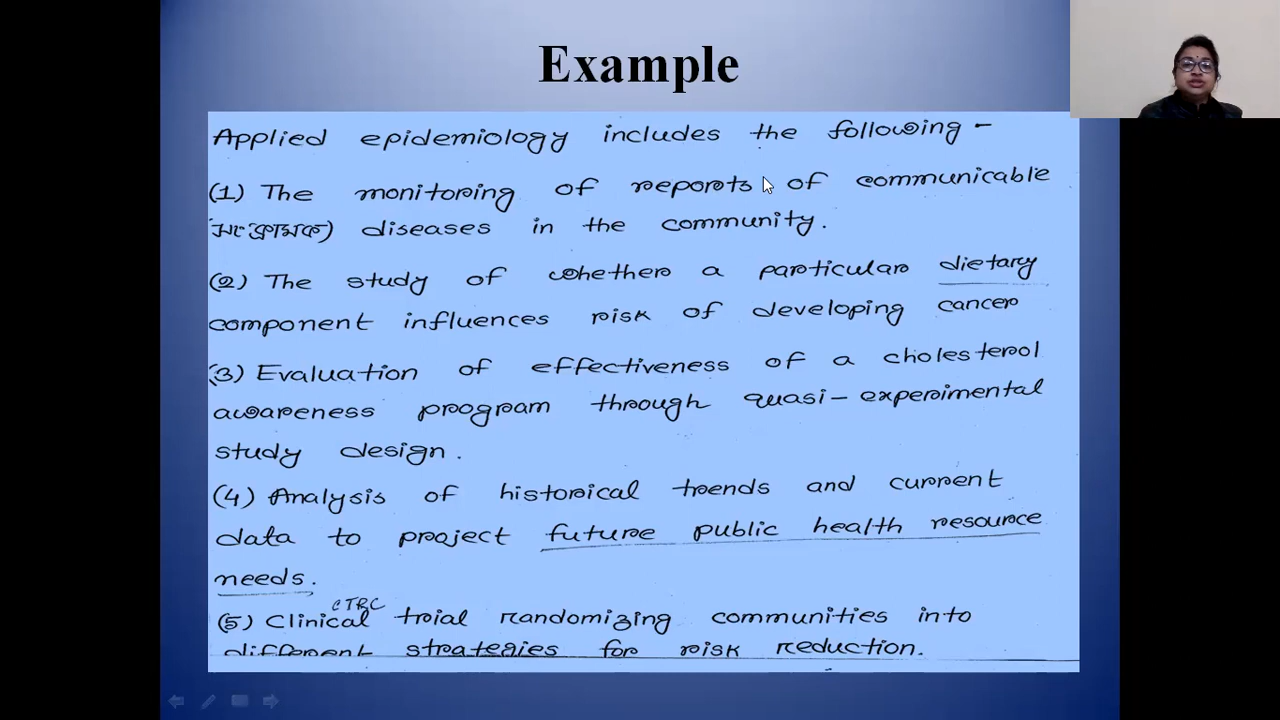 Example
Applied epidemiology includes the following -
(1) The monitoring of reports of communicable
(সংক্রামক) diseases in the community.
(2) The study of whether a particular dietary
component influences risk of developing cancer
(3) Evaluation of effectiveness of a cholesterol
awareness program through quasi-experimental
study design.
(4) Analysis of historical trends and current
data to project future public health resource
needs.
CTRC
(5) Clinical trial randomizing communities into
different strategies for risk reduction.